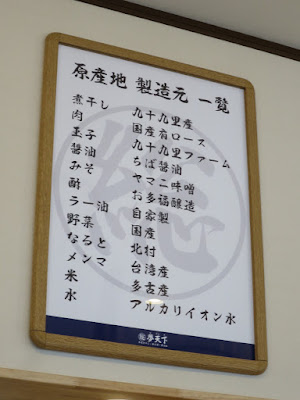 原産地 製造元 一覧
煮干し 九十九里産
肉 国産肩ロース
玉子 九十九里ファーム
醤油 ちば醤油
みそ ヤマニ味噌
酢 お多福醸造
ラー油 自家製
野菜 国産
なると 北村
メンマ 台湾産
米 多古産
水 アルカリイオン水
総
夢天下